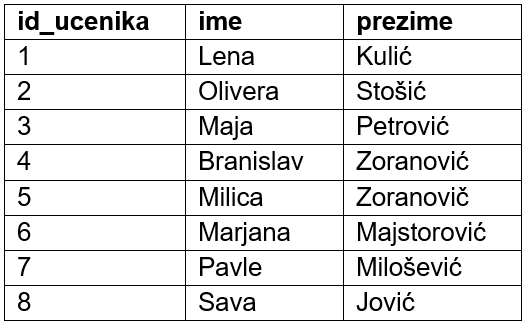 id_ucenika ime prezime
1 Lena Kulić
2 Olivera Stošić
3 Maja Petrović
4 Branislav Zoranović
5 Milica Zoranovič
6 Marjana Majstorović
7 Pavle Milošević
8 Sava Jović